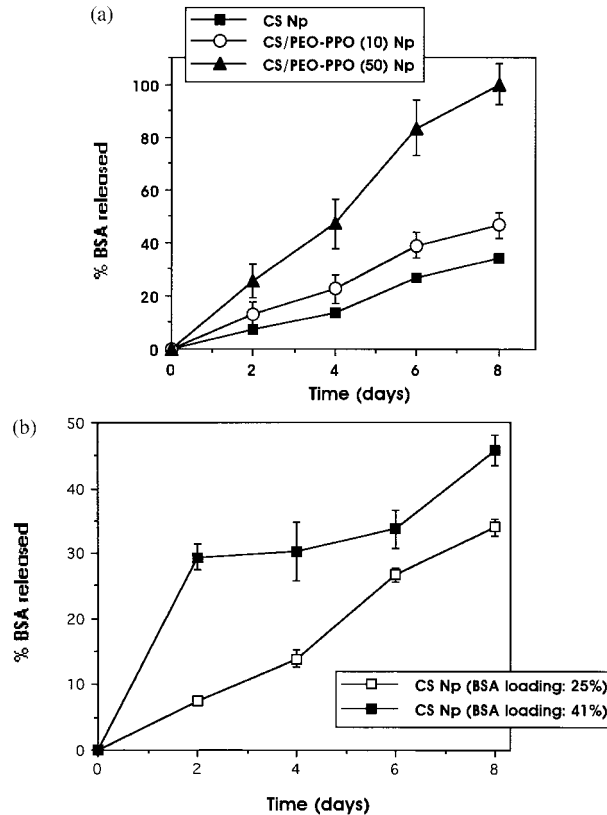 (a)
CS Np
CS/PEO-PPO (10) Np
CS/PEO-PPO (50) Np
100
80
60
40
20
0
% BSA released
0 2 4 6 8
Time (days)
(b)
50
40
30
20
10
0
% BSA released
CS Np (BSA loading: 25%)
CS Np (BSA loading: 41%)
0 2 4 6 8
Time (days)